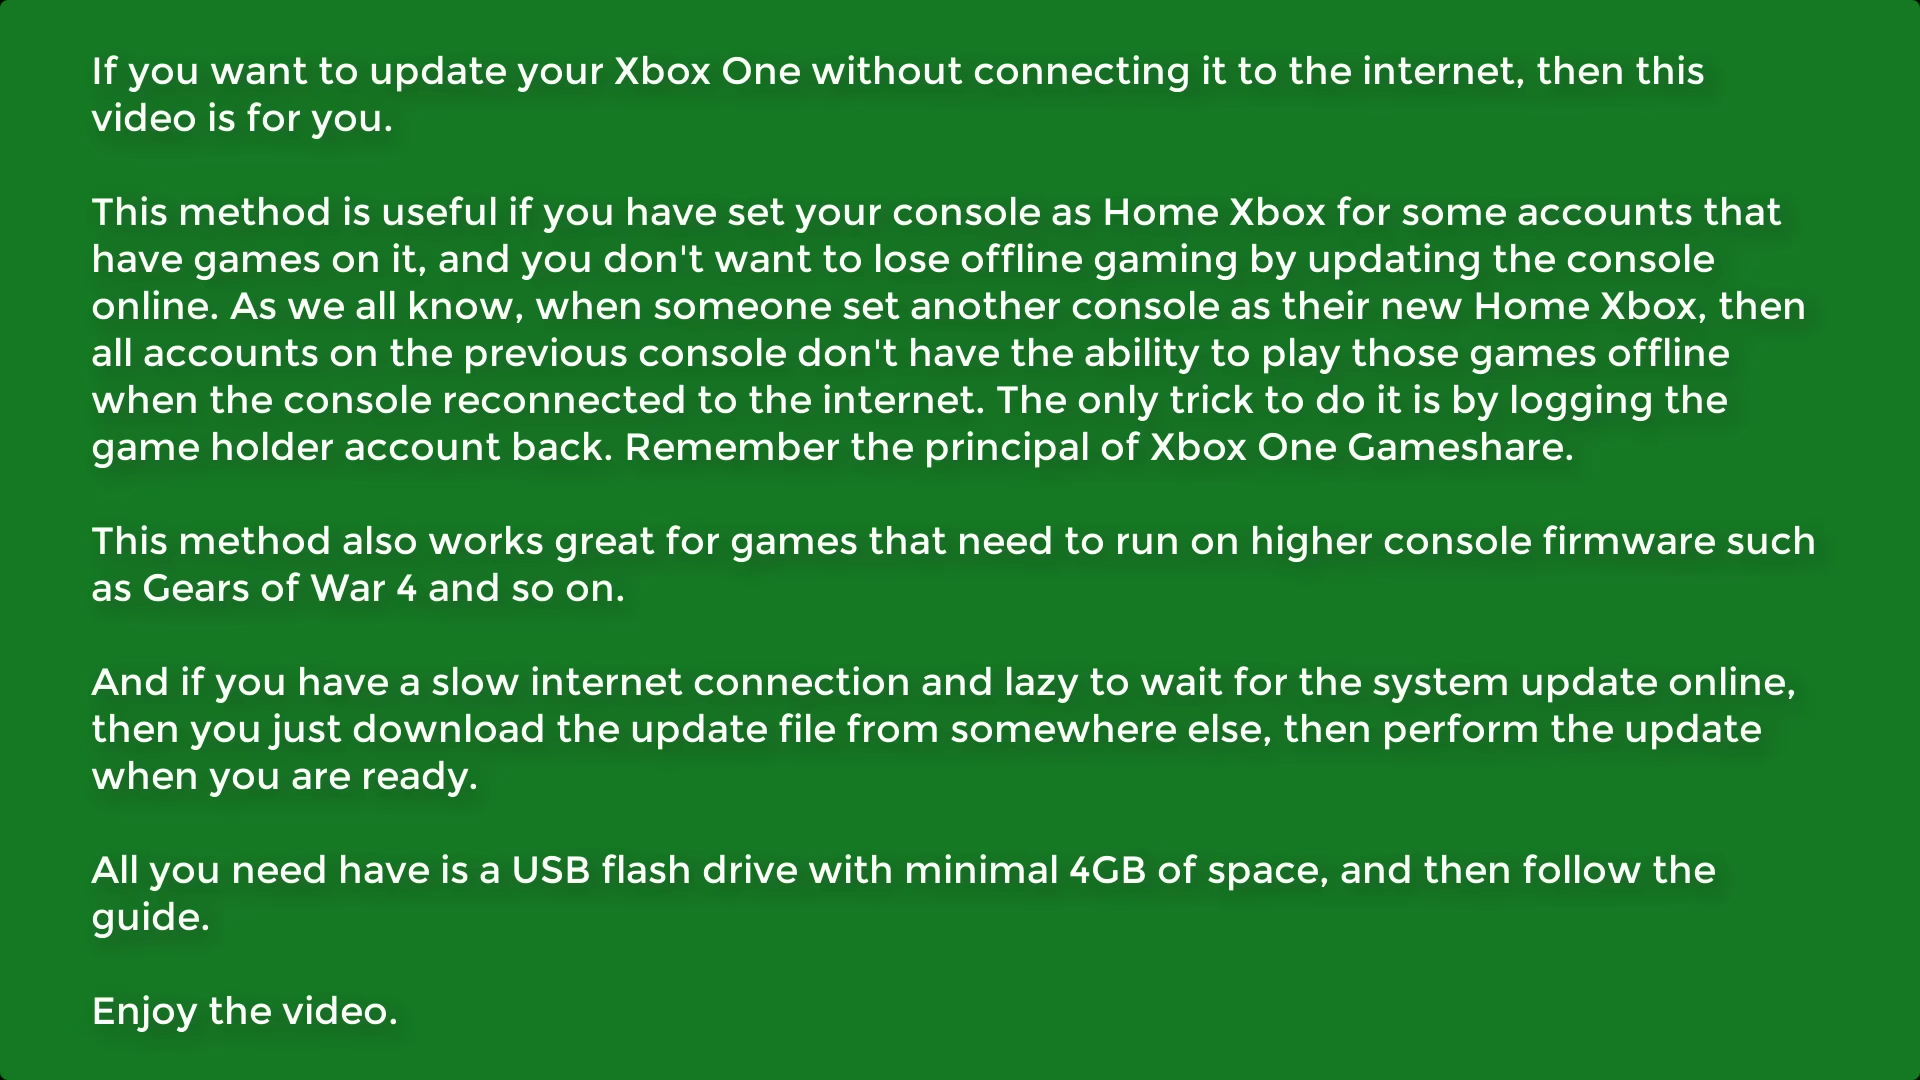 If you want to update your Xbox One without connecting it to the internet, then this
video is for you.
This method is useful if you have set your console as Home Xbox for some accounts that
have games on it, and you don't want to lose offline gaming by updating the console
online. As we all know, when someone set another console as their new Home Xbox, then
all accounts on the previous console don't have the ability to play those games offline
when the console reconnected to the internet. The only trick to do it is by logging the
game holder account back. Remember the principal of Xbox One Gameshare.
This method also works great for games that need to run on higher console firmware such
as Gears of War 4 and so on.
And if you have a slow internet connection and lazy to wait for the system update online,
then you just download the update file from somewhere else, then perform the update
when you are ready.
All you need have is a USB flash drive with minimal 4GB of space, and then follow the
guide.
Enjoy the video.